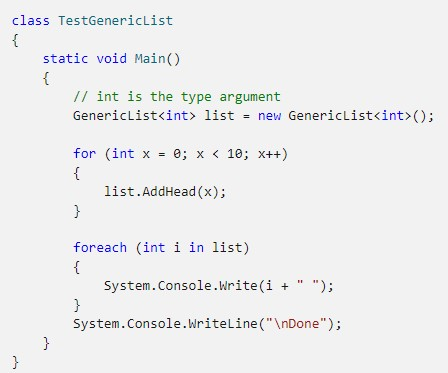 class TestGenericList
{
    static void Main()
    {
        // int is the type argument
        GenericList<int> list = new GenericList<int>();

        for (int x = 0; x < 10; x++)
        {
            list.AddHead(x);
        }

        foreach (int i in list)
        {
            System.Console.Write(i + " ");
        }
        System.Console.WriteLine("\nDone");
    }
}